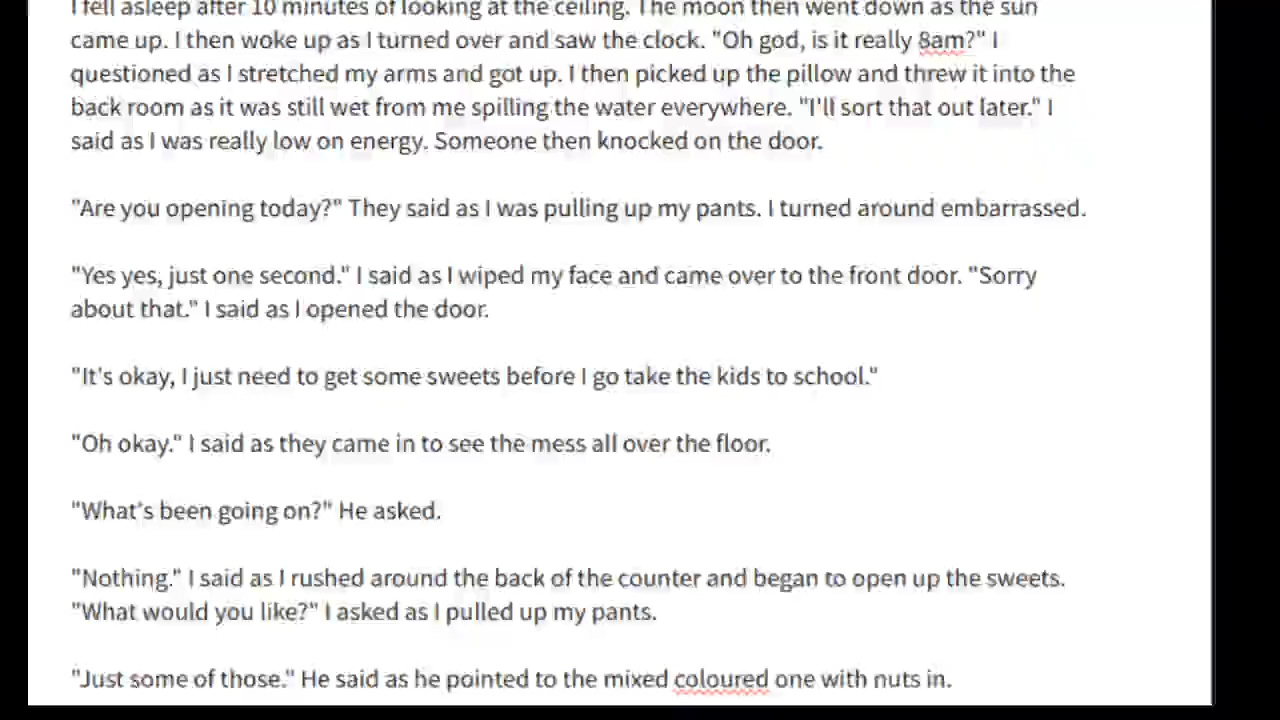 I fell asleep after 10 minutes of looking at the ceiling. The moon then went down as the sun
came up. I then woke up as I turned over and saw the clock. "Oh god, is it really 8am?" I
questioned as I stretched my arms and got up. I then picked up the pillow and threw it into the
back room as it was still wet from me spilling the water everywhere. "I'll sort that out later." I
said as I was really low on energy. Someone then knocked on the door.
"Are you opening today?" They said as I was pulling up my pants. I turned around embarrassed.
"Yes yes, just one second." I said as I wiped my face and came over to the front door. "Sorry
about that." I said as I opened the door.
"It's okay, I just need to get some sweets before I go take the kids to school."
"Oh okay." I said as they came in to see the mess all over the floor.
"What's been going on?" He asked.
"Nothing." I said as I rushed around the back of the counter and began to open up the sweets.
"What would you like?" I asked as I pulled up my pants.
"Just some of those." He said as he pointed to the mixed coloured one with nuts in.